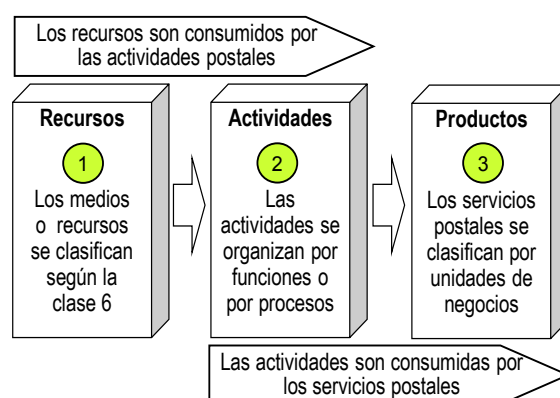 Los recursos son consumidos por
las actividades postales
Recursos
1
Los medios
o recursos
se clasifican
según la
clase 6
Actividades
2
Las
actividades se
organizan por
funciones o
por procesos
Productos
3
Los servicios
postales se
clasifican por
unidades de
negocios
Las actividades son consumidas por
los servicios postales